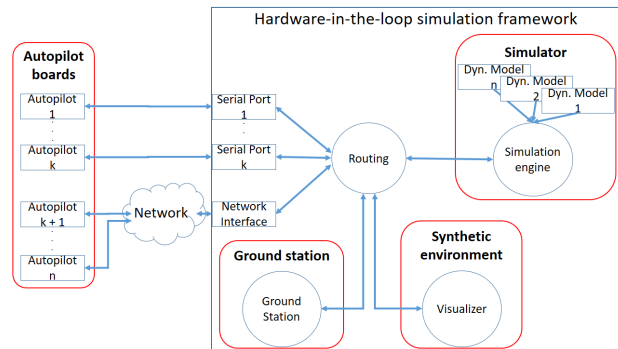 Hardware-in-the-loop simulation framework
Autopilot
boards
Autopilot
1
Autopilot
k
Autopilot
k + 1
Autopilot
n
Network
Serial Port
1
Serial Port
k
Network
Interface
Routing
Simulator
Dyn. Model
n
Dyn. Model
2
Dyn. Model
1
Simulation
engine
Ground station
Ground
Station
Synthetic
environment
Visualizer